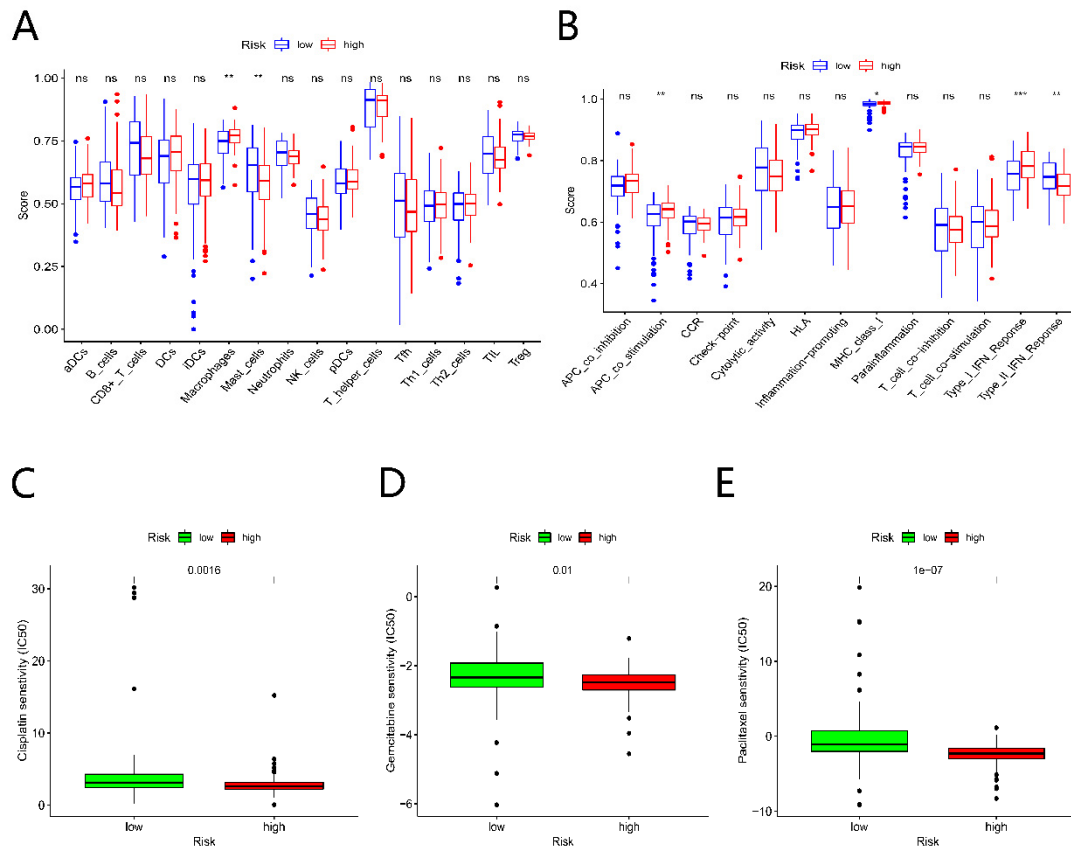 A
Risk low high
ns ns ns ns ns ** ** ns ns ns ns ns ns ns ns ns
1.00
0.75
0.50
0.25
0.00
Score
aDCs
B_cells
CD8+_T_cells
DCs
iDCs
Macrophages
Mast_cells
Neutrophils
NK_cells
pDCs
T_helper_cells
Tfh
Th1_cells
Th2_cells
TIL
Treg
B
Risk low high
ns ** ns ns ns ns ns * ns ns ns *** **
1.0
0.8
0.6
0.4
Score
APC_co_inhibition
APC_co_stimulation
CCR
Check-point
Cytolytic_activity
HLA
Inflammation-promoting
MHC_class_I
Parainflammation
T_cell_co-inhibition
T_cell_co-stimulation
Type_I_IFN_Reponse
Type_II_IFN_Reponse
C
Risk low high
0.0016
30
20
10
0
Cisplatin senstivity (IC50)
low high
Risk
D
Risk low high
0.01
0
−2
−4
−6
Gemcitabine senstivity (IC50)
low high
Risk
E
Risk low high
1e−07
20
10
0
−10
Paclitaxel senstivity (IC50)
low high
Risk